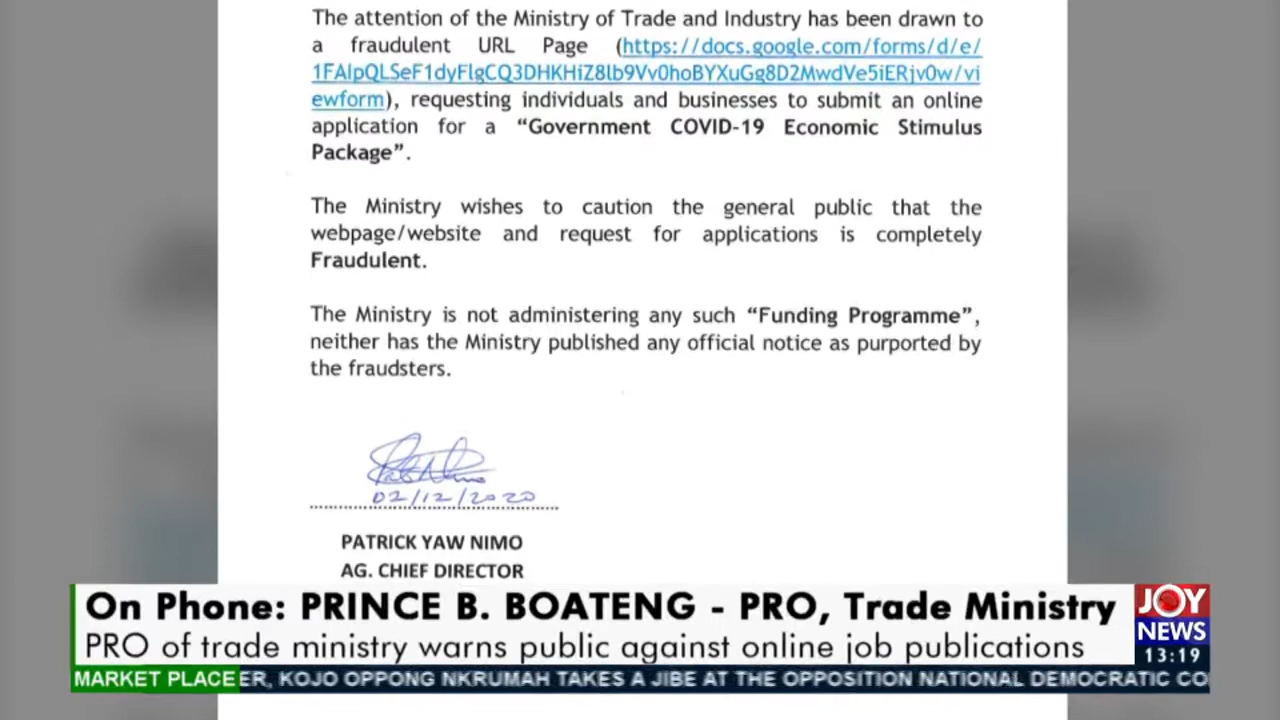 The attention of the Ministry of Trade and Industry has been drawn to
a fraudulent URL Page (https://docs.google.com/forms/d/e/
1FAIpQLSeF1dyFlgCQ3DHKHiZ8lb9Vv0hoBYXuGg8D2MwdVe5iERjv0w/vi
ewform), requesting individuals and businesses to submit an online
application for a “Government COVID-19 Economic Stimulus
Package”.
The Ministry wishes to caution the general public that the
webpage/website and request for applications is completely
Fraudulent.
The Ministry is not administering any such “Funding Programme”,
neither has the Ministry published any official notice as purported by
the fraudsters.
02/12/2020
PATRICK YAW NIMO
AG. CHIEF DIRECTOR
On Phone: PRINCE B. BOATENG - PRO, Trade Ministry
PRO of trade ministry warns public against online job publications
JOY
NEWS
13:19
MARKET PLACE
ER, KOJO OPPONG NKRUMAH TAKES A JIBE AT THE OPPOSITION NATIONAL DEMOCRATIC CO